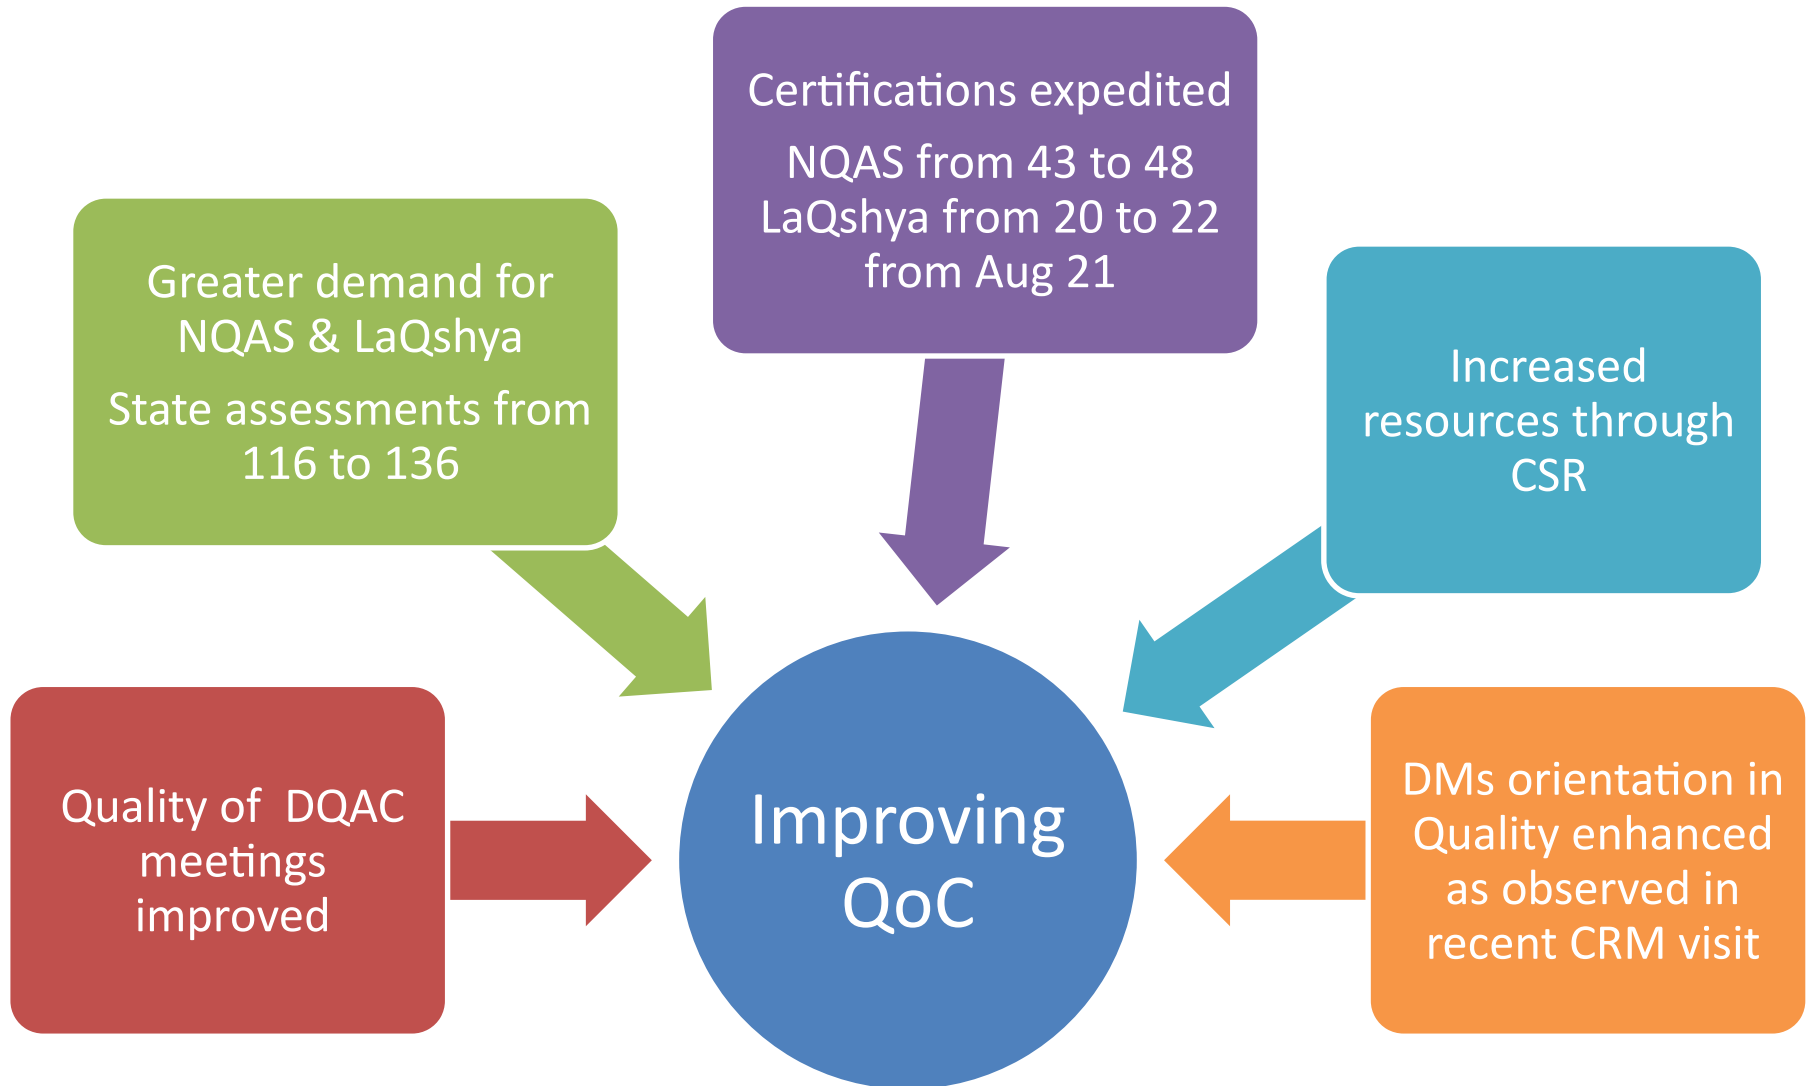 Certifications expedited
NQAS from 43 to 48
LaQshya from 20 to 22
from Aug 21
Greater demand for
NQAS & LaQshya
State assessments from
116 to 136
Increased
resources through
CSR
Quality of  DQAC
meetings
improved
Improving
QoC
DMs orientation in
Quality enhanced
as observed in
recent CRM visit